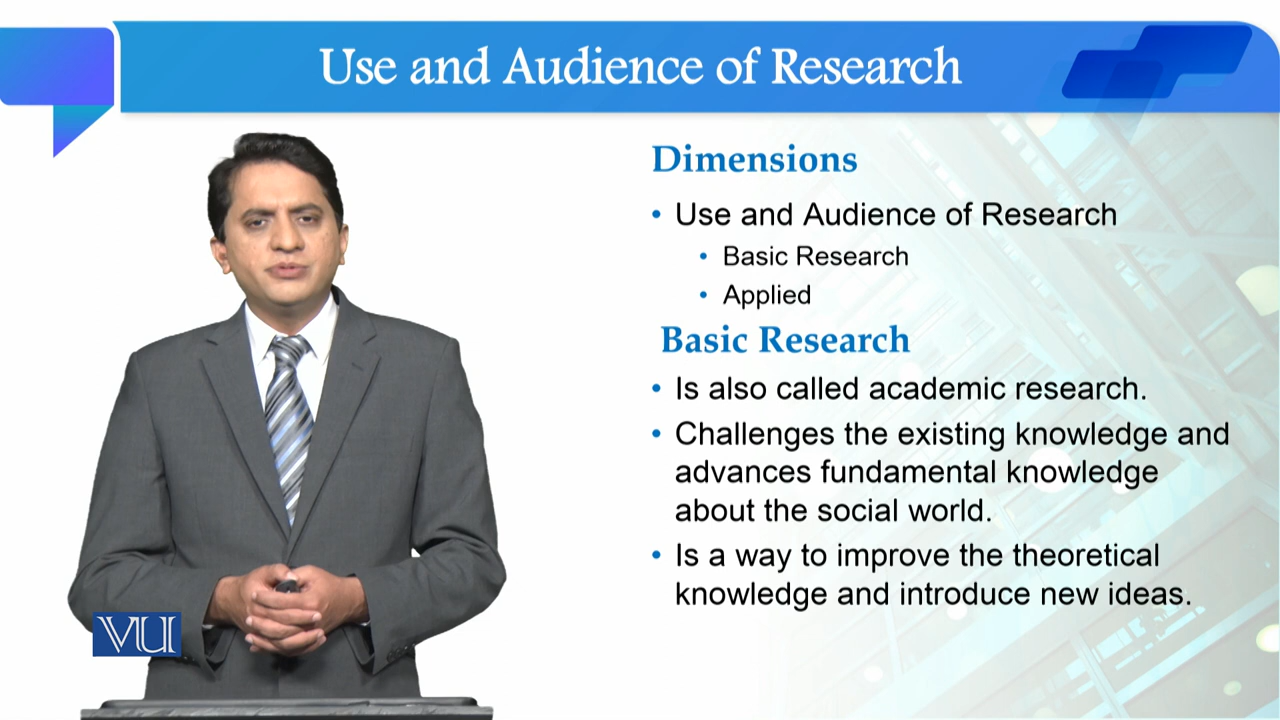 Use and Audience of Research
Dimensions
• Use and Audience of Research
• Basic Research
• Applied
Basic Research
• Is also called academic research.
• Challenges the existing knowledge and
advances fundamental knowledge
about the social world.
• Is a way to improve the theoretical
knowledge and introduce new ideas.
VU